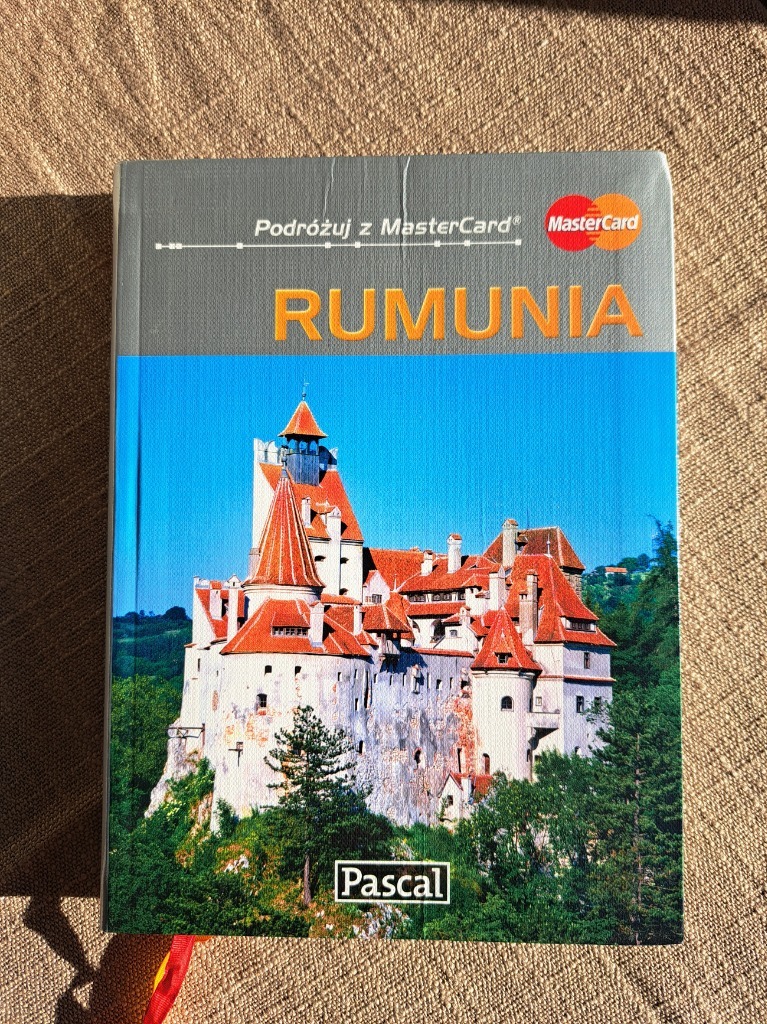 Podróżuj z MasterCard®
MasterCard
RUMUNIA
Pascal